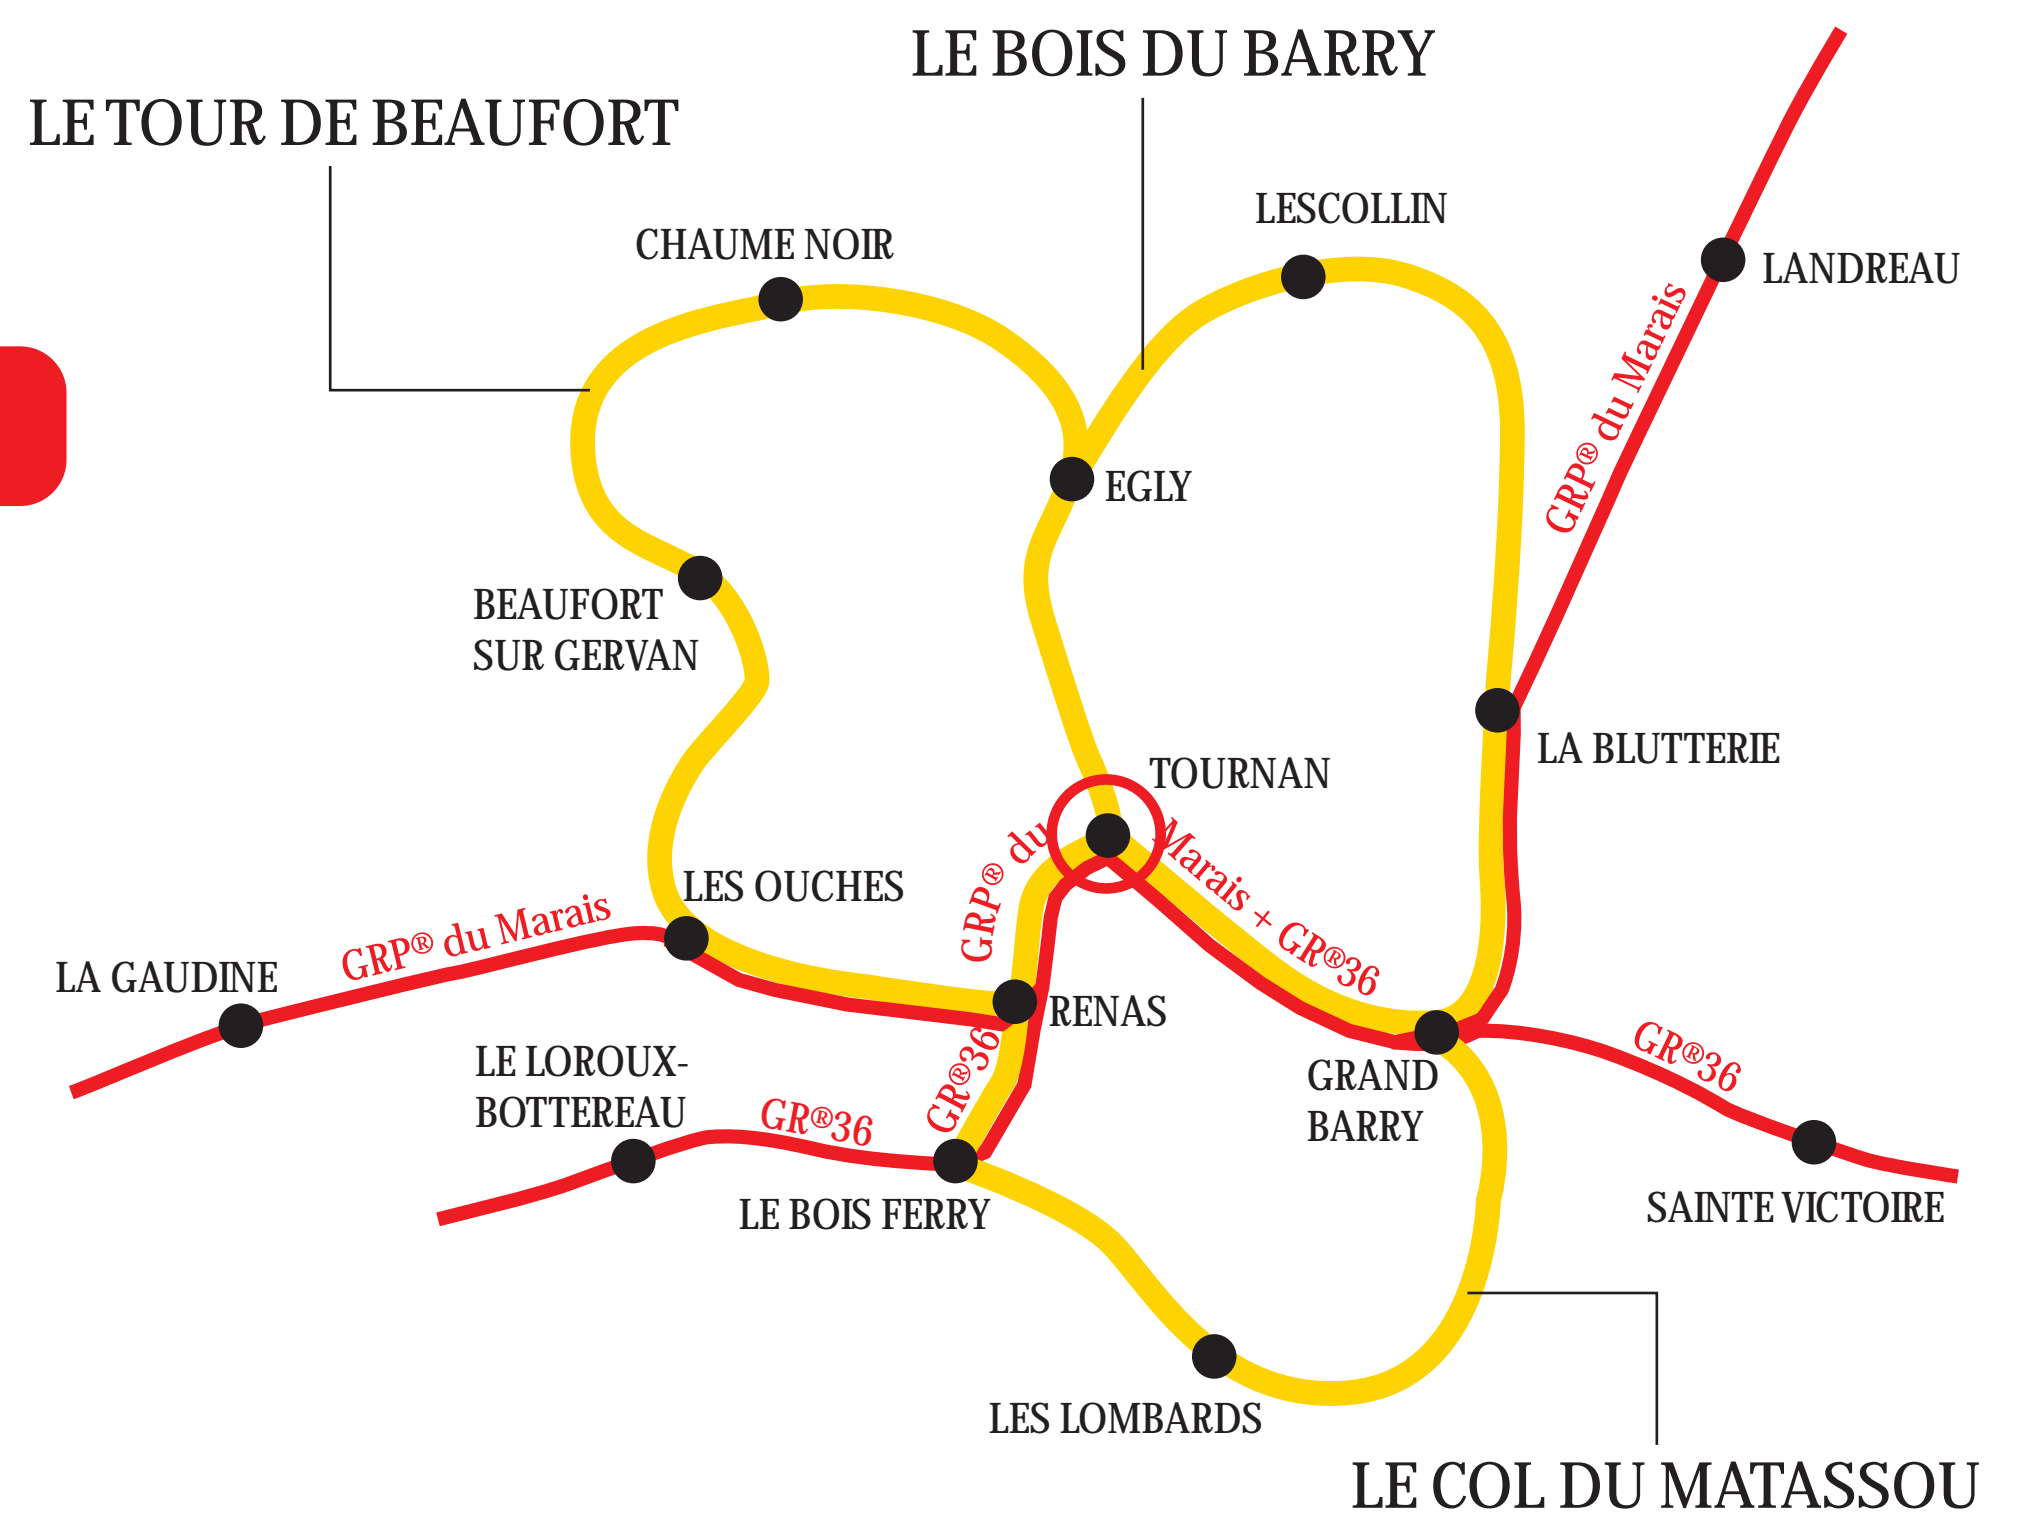 LE BOIS DU BARRY
LE TOUR DE BEAUFORT
LESCOLLIN
CHAUME NOIR
LANDREAU
GRP® du Marais
EGLY
BEAUFORT
SUR GERVAN
LA BLUTTERIE
TOURNAN
GRP® du
Marais + GR®36
LES OUCHES
GRP® du Marais
LA GAUDINE
RENAS
GR®36
LE LOROUX-
BOTTEREAU
GR®36
GRAND
BARRY
GR®36
LE BOIS FERRY
SAINTE VICTOIRE
LES LOMBARDS
LE COL DU MATASSOU